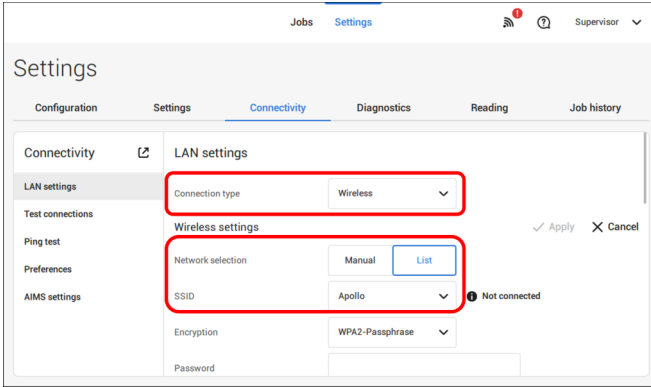 Jobs Settings Supervisor
Settings
Configuration Settings Connectivity Diagnostics Reading Job history
Connectivity
LAN settings
Test connections
Ping test
Preferences
AIMS settings
LAN settings
Connection type Wireless
Wireless settings Apply Cancel
Network selection Manual List
SSID Apollo Not connected
Encryption WPA2-Passphrase
Password